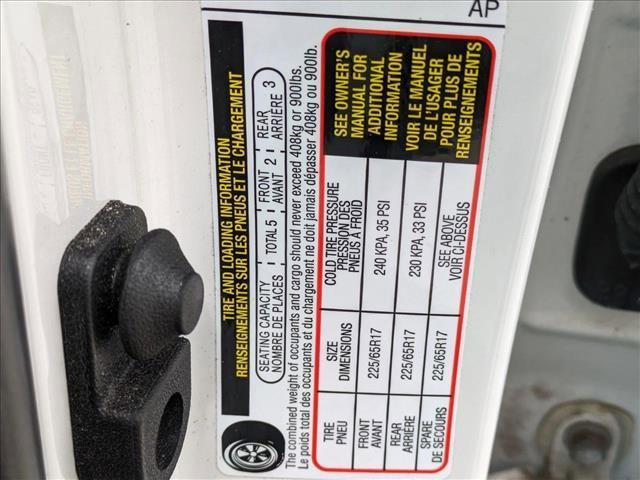 AP
TIRE AND LOADING INFORMATION
RENSEIGNEMENTS SUR LES PNEUS ET LE CHARGEMENT
SEATING CAPACITY TOTAL 5 FRONT 2 REAR 3
NOMBRE DE PLACES AVANT ARRIÈRE
The combined weight of occupants and cargo should never exceed 408kg or 900lbs.
Le poids total des occupants et du chargement ne doit jamais dépasser 408kg ou 900lb.
TIRE SIZE COLD TIRE PRESSURE
PNEU DIMENSIONS PRESSION DES
PNEUS À FROID
FRONT 225/65R17 240 KPA, 35 PSI
AVANT
REAR 225/65R17 230 KPA, 33 PSI
ARRIÈRE
SPARE 225/65R17 SEE ABOVE
DE SECOURS VOIR CI-DESSUS
SEE OWNER'S
MANUAL FOR
ADDITIONAL
INFORMATION
VOIR LE MANUEL
DE L'USAGER
POUR PLUS DE
RENSEIGNEMENTS